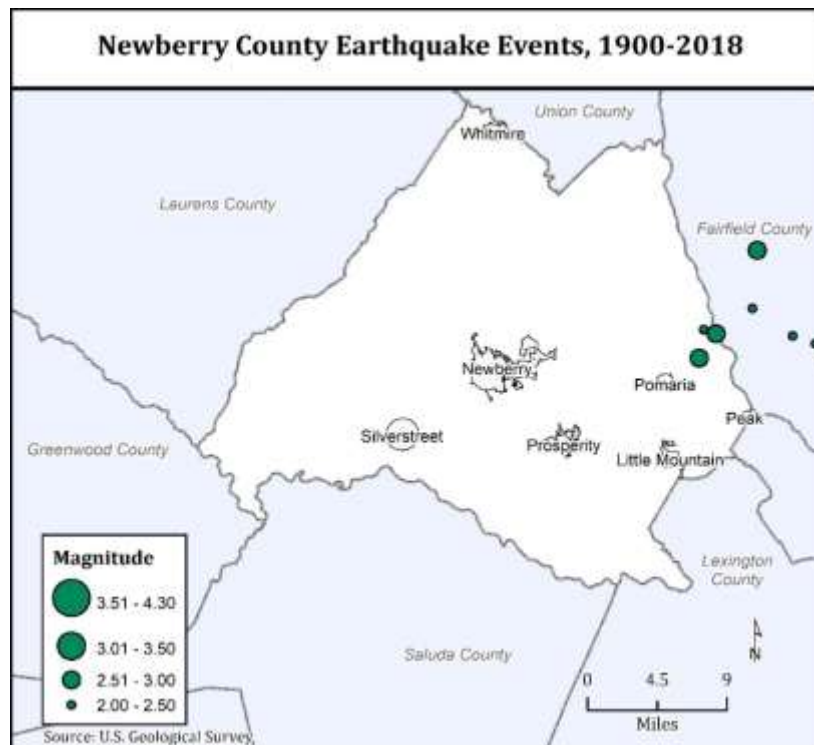 Newberry County Earthquake Events, 1900-2018
Union County
Whitmire
Laurens County
Fairfield County
Newberry
Pomaria
Peak
Silverstreet
Prosperity
Greenwood County
Little Mountain
Magnitude
3.51 - 4.30
3.01 - 3.50
2.51 - 3.00
2.00 - 2.50
Lexington
County
Saluda County
N
0 4.5 9
Miles
Source: U.S. Geological Survey,